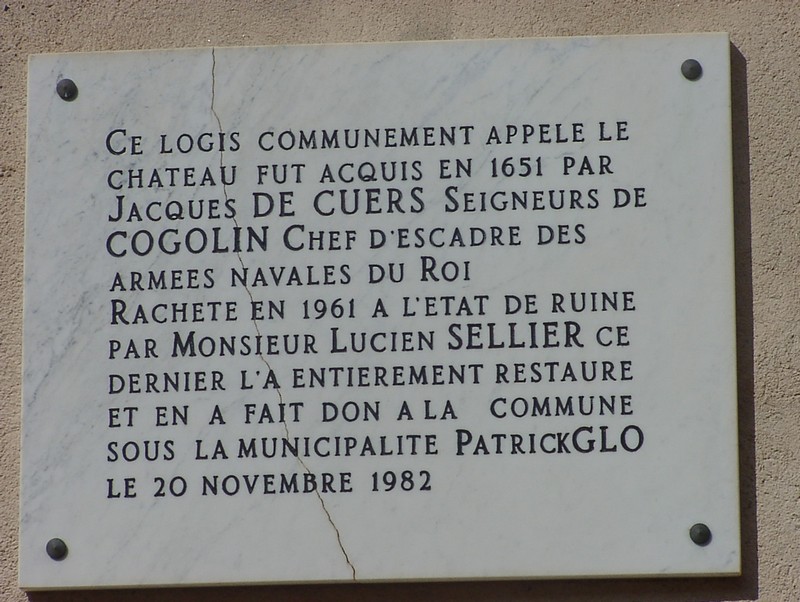 CE LOGIS COMMUNEMENT APPELE LE
CHATEAU FUT ACQUIS EN 1651 PAR
JACQUES DE CUERS SEIGNEURS DE
COGOLIN CHEF D'ESCADRE DES
ARMEES NAVALES DU ROI
RACHETE EN 1961 A L'ETAT DE RUINE
PAR MONSIEUR LUCIEN SELLIER CE
DERNIER L'A ENTIEREMENT RESTAURE
ET EN A FAIT DON A LA COMMUNE
SOUS LA MUNICIPALITE PATRICK GLO
LE 20 NOVEMBRE 1982